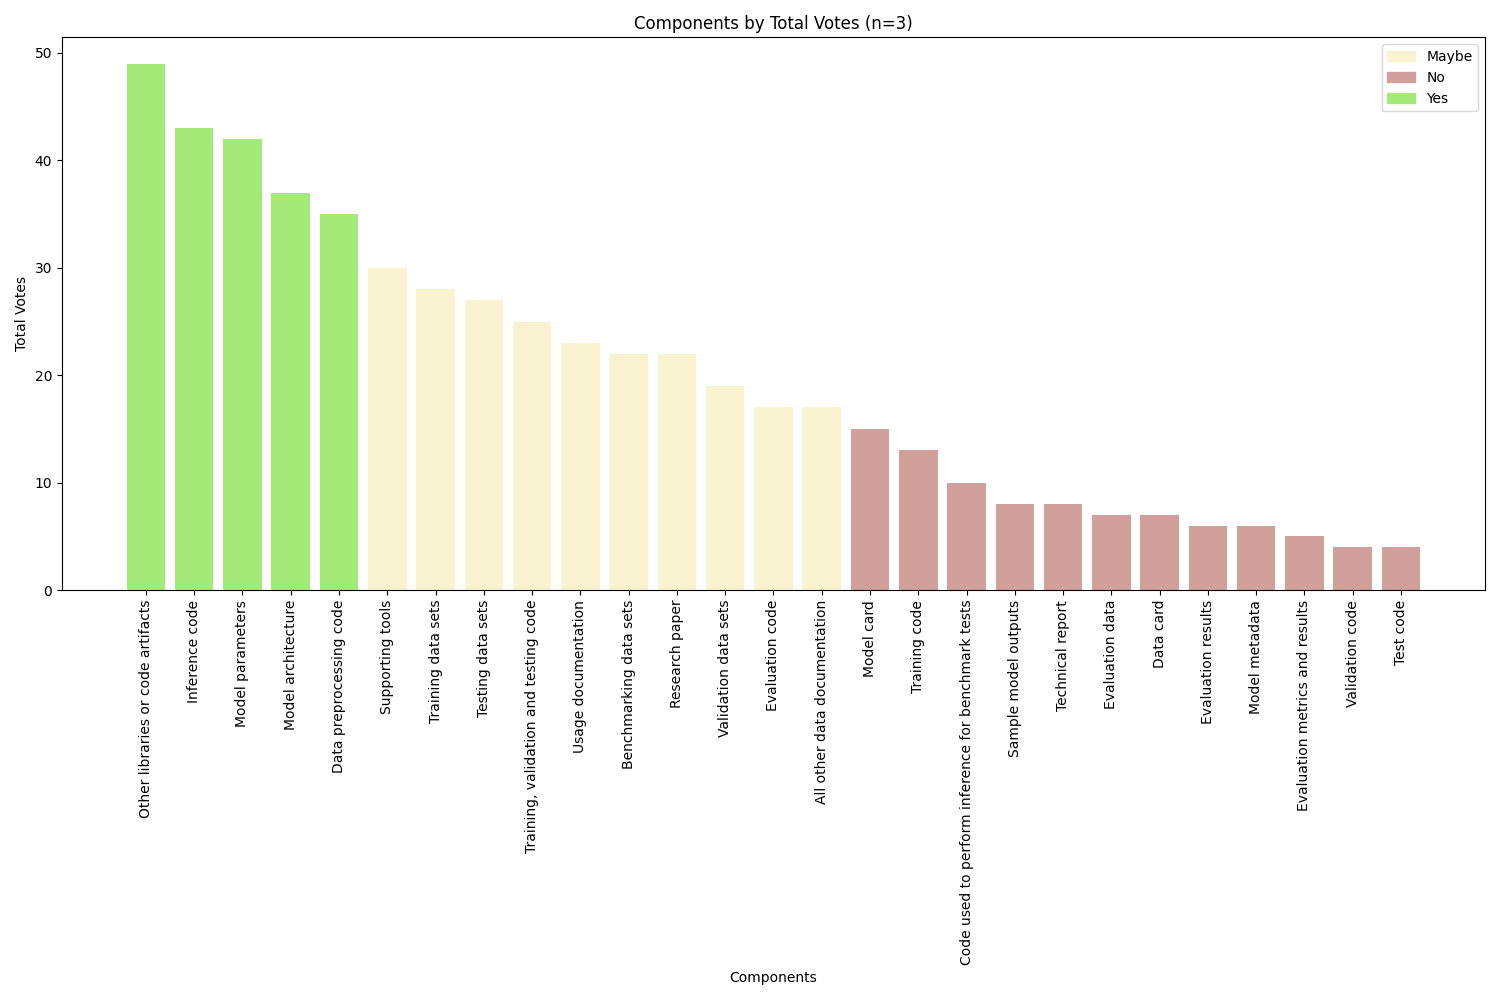 Components by Total Votes (n=3)
Maybe
No
Yes
Total Votes
50
40
30
20
10
0
Other libraries or code artifacts
Inference code
Model parameters
Model architecture
Data preprocessing code
Supporting tools
Training data sets
Testing data sets
Training, validation and testing code
Usage documentation
Benchmarking data sets
Research paper
Validation data sets
Evaluation code
All other data documentation
Model card
Training code
Code used to perform inference for benchmark tests
Sample model outputs
Technical report
Evaluation data
Data card
Evaluation results
Model metadata
Evaluation metrics and results
Validation code
Test code
Components